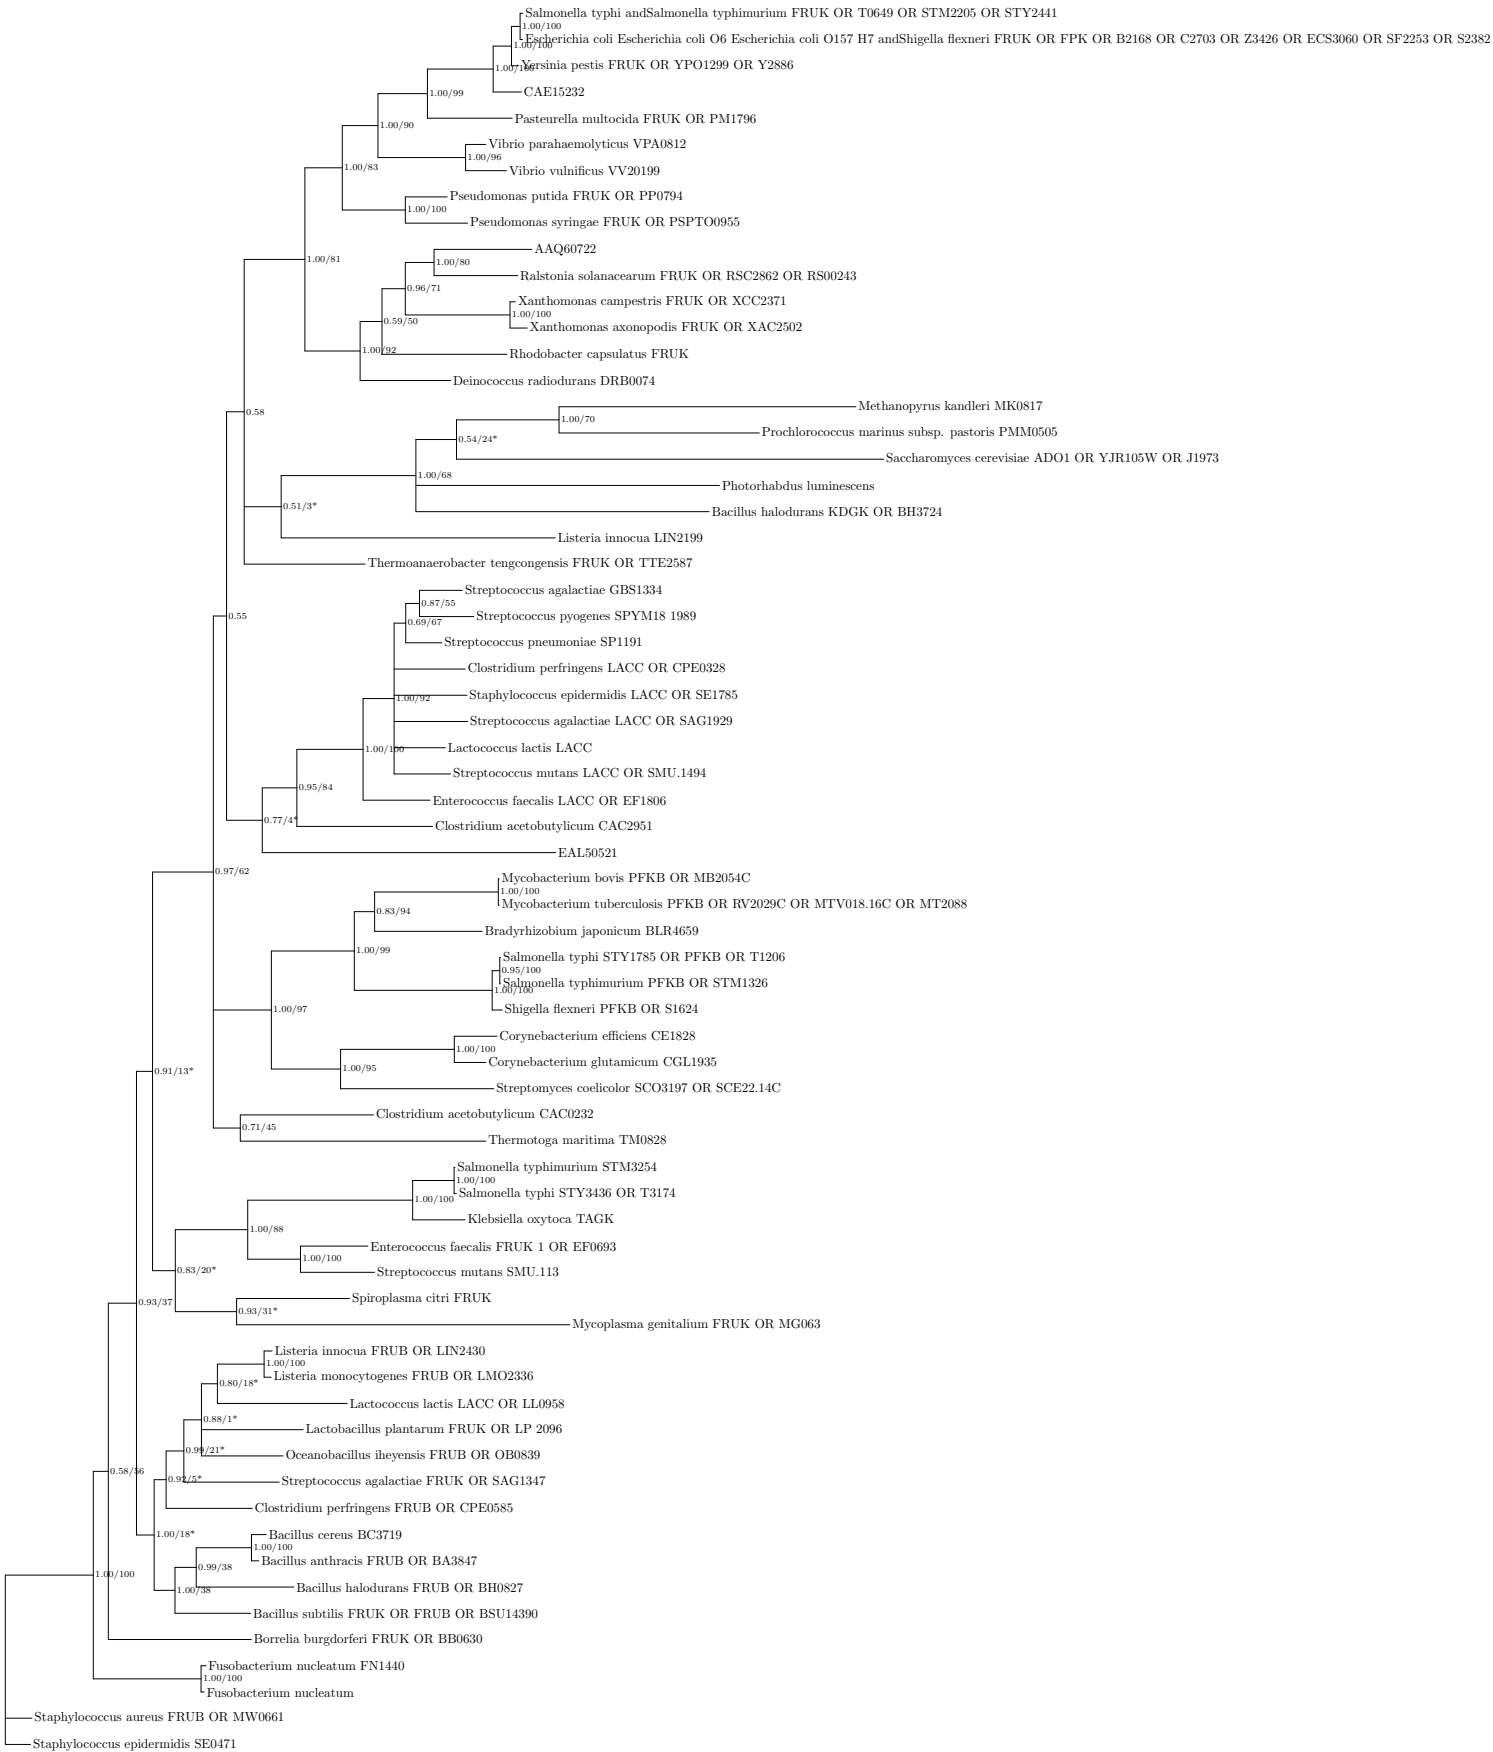 Salmonella typhi andSalmonella typhimurium FRUK OR T0649 OR STM2205 OR STY2441
1.00/100
Escherichia coli Escherichia coli O6 Escherichia coli O157 H7 andShigella flexneri FRUK OR FPK OR B2168 OR C2703 OR Z3426 OR ECS3060 OR SF2253 OR S2382
1.00/100
Yersinia pestis FRUK OR YPO1299 OR Y2886
1.00/100
CAE15232
1.00/99
Pasteurella multocida FRUK OR PM1796
1.00/90
Vibrio parahaemolyticus VPA0812
1.00/96
1.00/83
Vibrio vulnificus VV20199
Pseudomonas putida FRUK OR PP0794
1.00/100
Pseudomonas syringae FRUK OR PSPTO0955
AAQ60722
1.00/81
1.00/80
Ralstonia solanacearum FRUK OR RSC2862 OR RS00243
0.96/71
Xanthomonas campestris FRUK OR XCC2371
1.00/100
0.59/50
Xanthomonas axonopodis FRUK OR XAC2502
1.00/92
Rhodobacter capsulatus FRUK
Deinococcus radiodurans DRB0074
Methanopyrus kandleri MK0817
0.58
1.00/70
Prochlorococcus marinus subsp. pastoris PMM0505
0.54/24*
Saccharomyces cerevisiae ADO1 OR YJR105W OR J1973
1.00/68
Photorhabdus luminescens
0.51/3*
Bacillus halodurans KDGK OR BH3724
Listeria innocua LIN2199
Thermoanaerobacter tengcongensis FRUK OR TTE2587
Streptococcus agalactiae GBS1334
0.87/55
0.55
Streptococcus pyogenes SPYM18 1989
0.69/67
Streptococcus pneumoniae SP1191
Clostridium perfringens LACC OR CPE0328
Staphylococcus epidermidis LACC OR SE1785
1.00/92
Streptococcus agalactiae LACC OR SAG1929
Lactococcus lactis LACC
1.00/100
Streptococcus mutans LACC OR SMU.1494
0.95/84
Enterococcus faecalis LACC OR EF1806
0.77/4*
Clostridium acetobutylicum CAC2951
EAL50521
0.97/62
Mycobacterium bovis PFKB OR MB2054C
1.00/100
Mycobacterium tuberculosis PFKB OR RV2029C OR MTV018.16C OR MT2088
0.83/94
Bradyrhizobium japonicum BLR4659
1.00/99
Salmonella typhi STY1785 OR PFKB OR T1206
0.95/100
Salmonella typhimurium PFKB OR STM1326
1.00/100
Shigella flexneri PFKB OR S1624
1.00/97
Corynebacterium efficiens CE1828
1.00/100
Corynebacterium glutamicum CGL1935
1.00/95
0.91/13*
Streptomyces coelicolor SCO3197 OR SCE22.14C
Clostridium acetobutylicum CAC0232
0.71/45
Thermotoga maritima TM0828
Salmonella typhimurium STM3254
1.00/100
Salmonella typhi STY3436 OR T3174
1.00/100
Klebsiella oxytoca TAGK
1.00/88
Enterococcus faecalis FRUK 1 OR EF0693
1.00/100
0.83/20*
Streptococcus mutans SMU.113
Spiroplasma citri FRUK
0.93/37
0.93/31*
Mycoplasma genitalium FRUK OR MG063
Listeria innocua FRUB OR LIN2430
1.00/100
Listeria monocytogenes FRUB OR LMO2336
0.80/18*
Lactococcus lactis LACC OR LL0958
0.88/1*
Lactobacillus plantarum FRUK OR LP 2096
0.99/21*
Oceanobacillus iheyensis FRUB OR OB0839
0.58/56
0.92/5*
Streptococcus agalactiae FRUK OR SAG1347
Clostridium perfringens FRUB OR CPE0585
1.00/18*
Bacillus cereus BC3719
1.00/100
Bacillus anthracis FRUB OR BA3847
0.99/38
1.00/100
Bacillus halodurans FRUB OR BH0827
1.00/38
Bacillus subtilis FRUK OR FRUB OR BSU14390
Borrelia burgdorferi FRUK OR BB0630
Fusobacterium nucleatum FN1440
1.00/100
Fusobacterium nucleatum
Staphylococcus aureus FRUB OR MW0661
Staphylococcus epidermidis SE0471